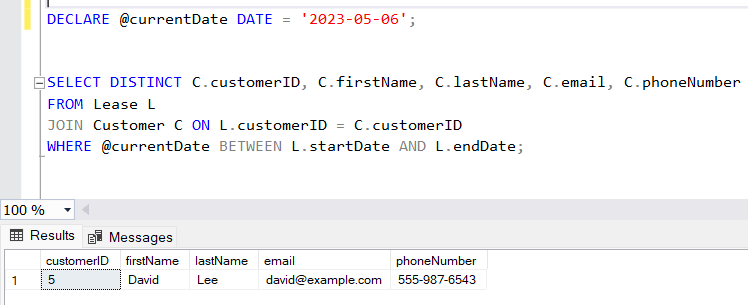 DECLARE @currentDate DATE = '2023-05-06';
SELECT DISTINCT C.customerID, C.firstName, C.lastName, C.email, C.phoneNumber
FROM Lease L
JOIN Customer C ON L.customerID = C.customerID
WHERE @currentDate BETWEEN L.startDate AND L.endDate;
100 %
Results Messages
customerID firstName lastName email phoneNumber
1 5 David Lee david@example.com 555-987-6543